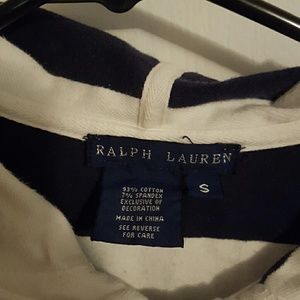 RALPH LAUREN
93% COTTON
7% SPANDEX
EXCLUSIVE OF
DECORATION
MADE IN CHINA
SEE REVERSE
FOR CARE
S